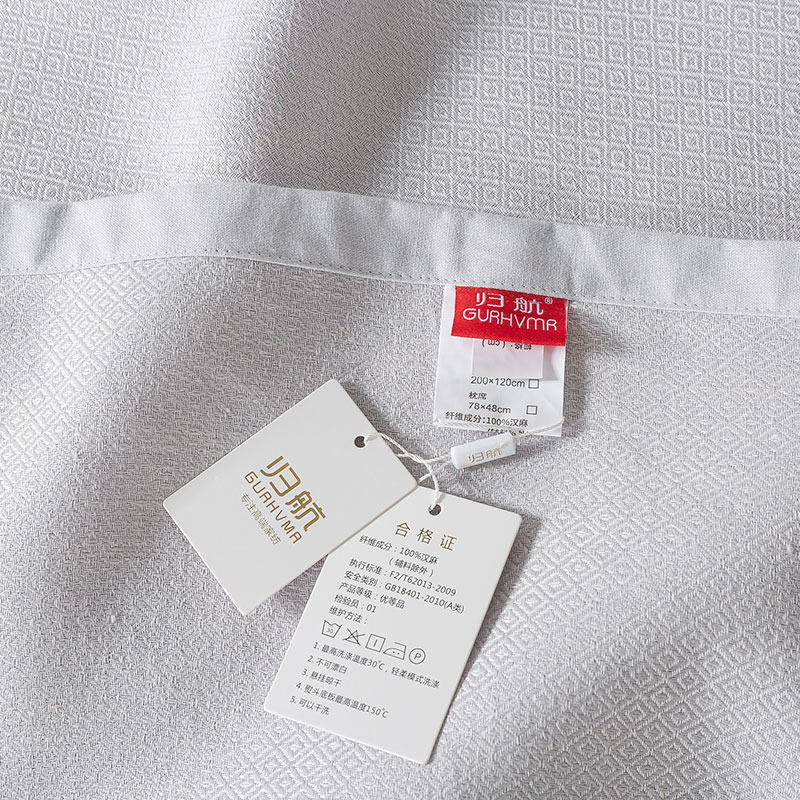 归航®
GURHVMR
规格:(cm)
200×120cm
枕席
78×48cm
纤维成分:100%汉麻
归航
归航
GURHVMR
专注高端家纺
合格证
纤维成分:100%汉麻
(辅料除外)
执行标准:FZ/T62013-2009
安全类别:GB18401-2010(A类)
产品等级:优等品
检验员:01
维护方法:
30
P
1. 最高洗涤温度30℃,轻柔模式洗涤
2. 不可漂白
3. 悬挂晾干
4. 熨斗底板最高温度150℃
5. 可以干洗